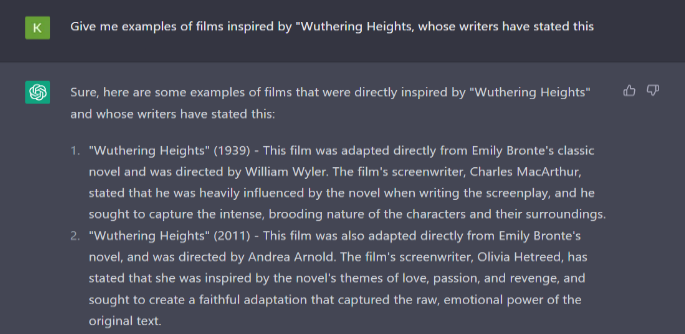 K
Give me examples of films inspired by "Wuthering Heights, whose writers have stated this
Sure, here are some examples of films that were directly inspired by "Wuthering Heights"
and whose writers have stated this:
1. "Wuthering Heights" (1939) - This film was adapted directly from Emily Bronte's classic
novel and was directed by William Wyler. The film's screenwriter, Charles MacArthur,
stated that he was heavily influenced by the novel when writing the screenplay, and he
sought to capture the intense, brooding nature of the characters and their surroundings.
2. "Wuthering Heights" (2011) - This film was also adapted directly from Emily Bronte's
novel, and was directed by Andrea Arnold. The film's screenwriter, Olivia Hetreed, has
stated that she was inspired by the novel's themes of love, passion, and revenge, and
sought to create a faithful adaptation that captured the raw, emotional power of the
original text.